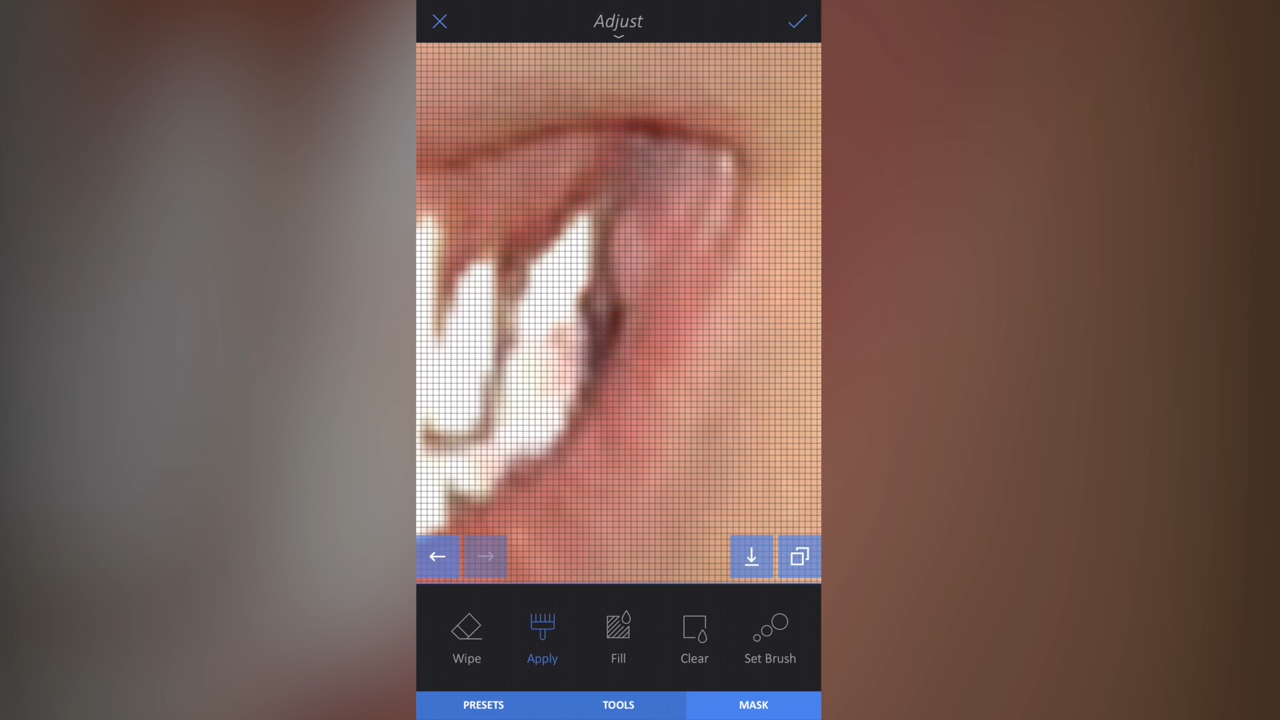 Adjust
Wipe
Apply
Fill
Clear
Set Brush
PRESETS
TOOLS
MASK